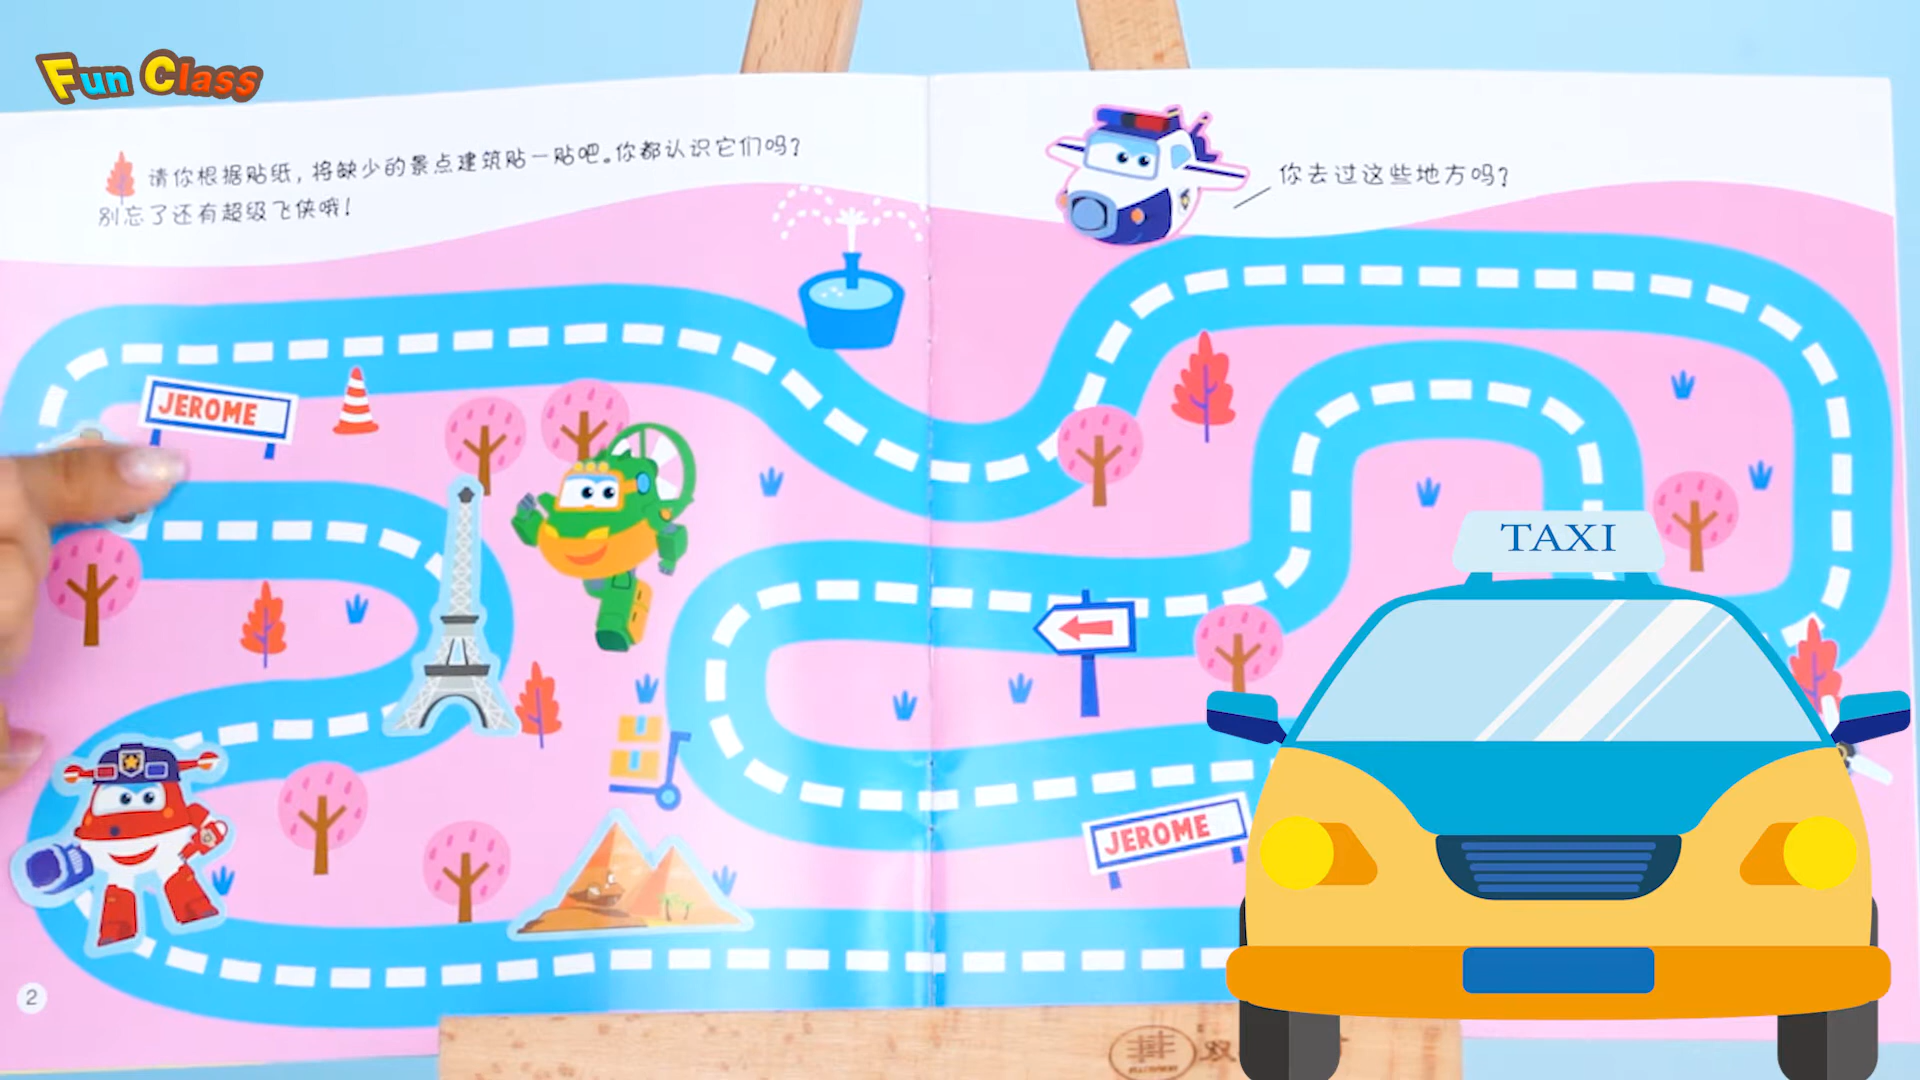 Fun Class
请你根据贴纸，将缺少的景点建筑贴一贴吧。你都认识它们吗？
别忘了还有超级飞侠哦！
你去过这些地方吗？
JEROME
TAXI
JEROME
2
双